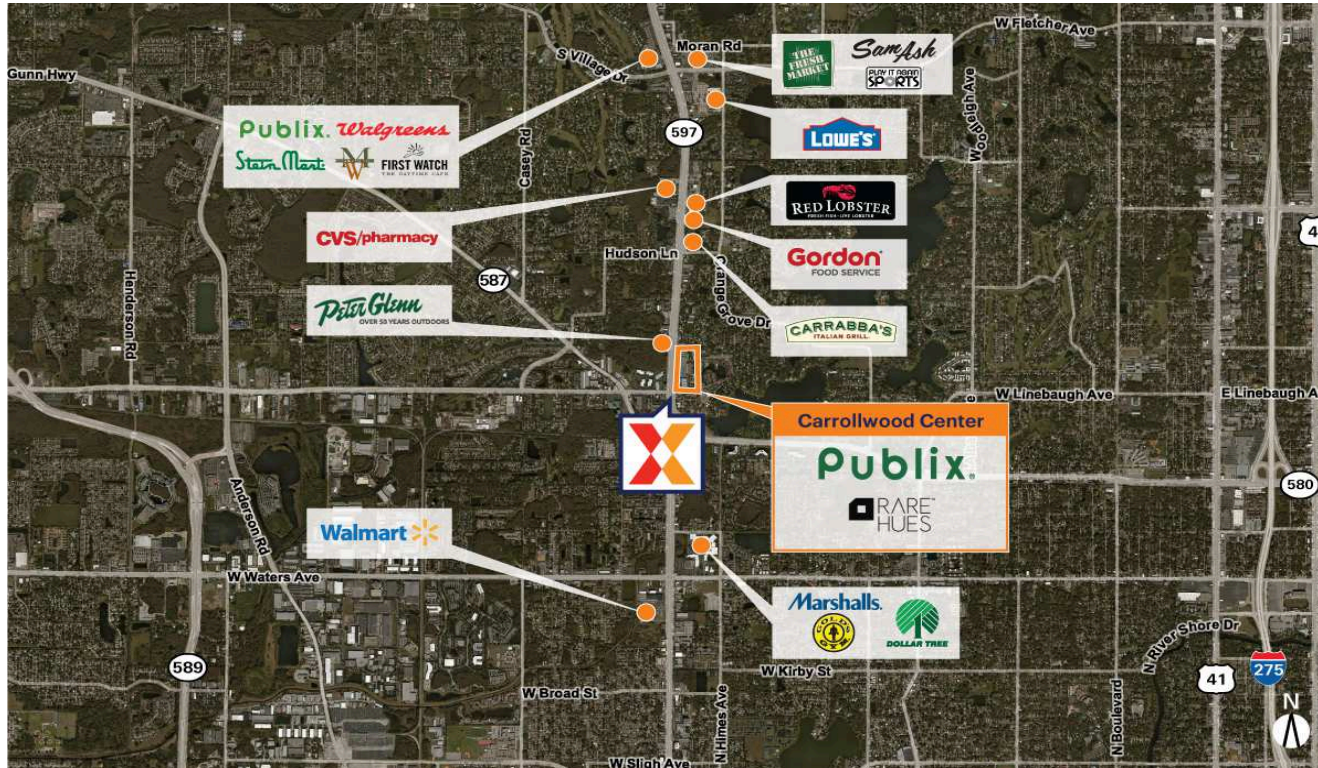 W Fletcher Ave
Moran Rd
S Village Dr
Gunn Hwy
THE
FRESH
MARKET
Sam Ash
PLAY IT AGAIN
SPORTS
Publix. Walgreens
Stein Mart
MW
FIRST WATCH
THE DAYTIME CAFE
597
LOWE'S
Casey Rd
Woodleigh Ave
RED LOBSTER
FRESH FISH • LIVE LOBSTER
CVS/pharmacy
4
Hudson Ln
Gordon
FOOD SERVICE
587
Henderson Rd
Orange Grove Dr
Peter Glenn
OVER 50 YEARS OUTDOORS
CARRABBA'S
ITALIAN GRILL
W Linebaugh Ave
E Linebaugh A
Carrollwood Center
Publix.
RARE™
HUES
580
Anderson Rd
Walmart
W Waters Ave
Marshalls.
GOLD'S
GYM
DOLLAR TREE
N River Shore Dr
589
W Kirby St
41
275
W Broad St
N Himes Ave
N Boulevard
N
W Sligh Ave